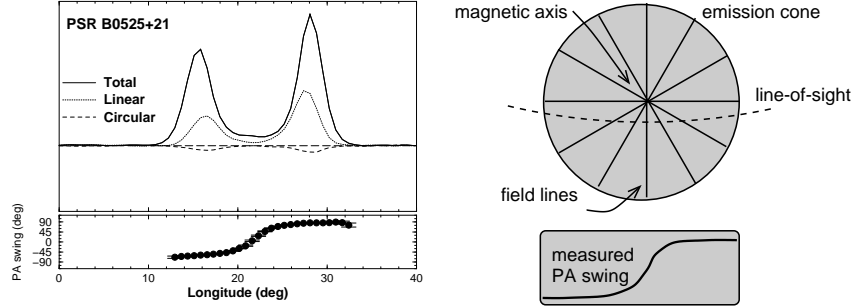 PSR B0525+21
Total
Linear
Circular
PA swing (deg)
90
45
0
−45
−90
0
10
20
30
40
Longitude (deg)
magnetic axis
emission cone
line-of-sight
field lines
measured
PA swing